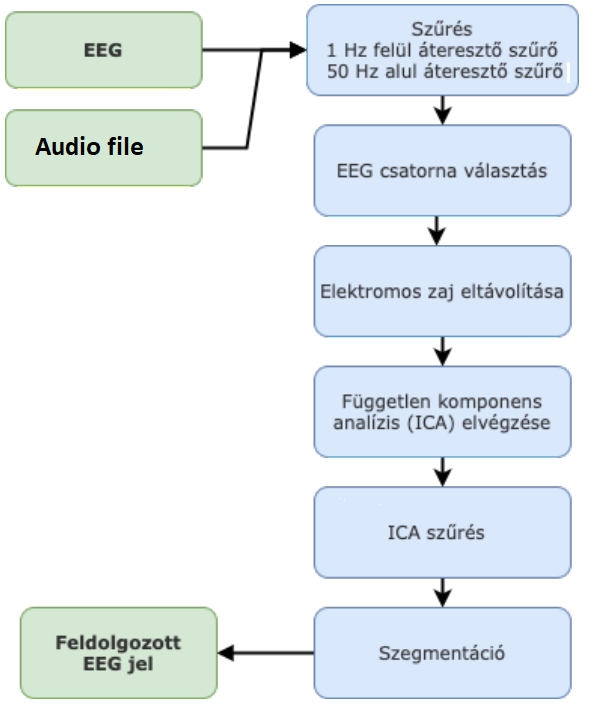 EEG
Audio file
Szűrés
1 Hz felül áteresztő szűrő
50 Hz alul áteresztő szűrő
EEG csatorna választás
Elektromos zaj eltávolítása
Független komponens
analízis (ICA) elvégzése
ICA szűrés
Szegmentáció
Feldolgozott
EEG jel